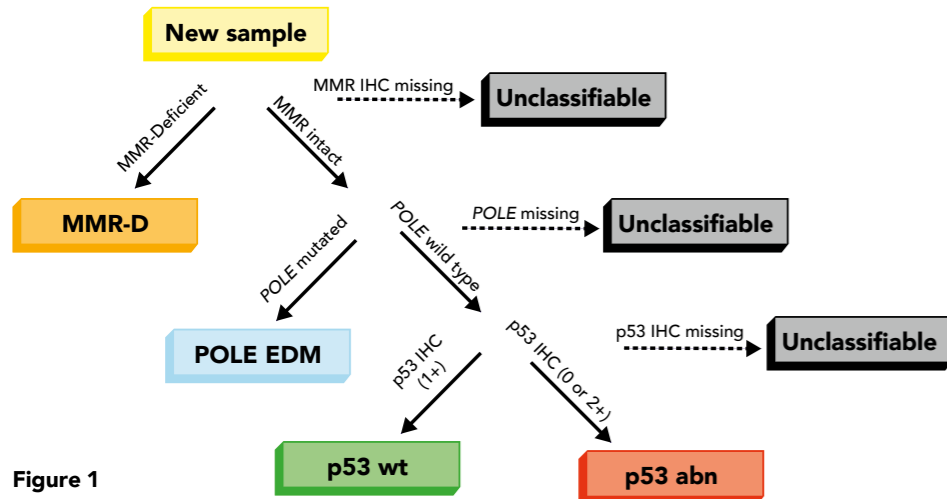 New sample
MMR IHC missing
Unclassifiable
MMR-Deficient
MMR intact
MMR-D
POLE missing
Unclassifiable
POLE mutated
POLE wild type
POLE EDM
p53 IHC missing
Unclassifiable
p53 IHC
(1+)
p53 IHC (0 or 2+)
p53 wt
p53 abn
Figure 1